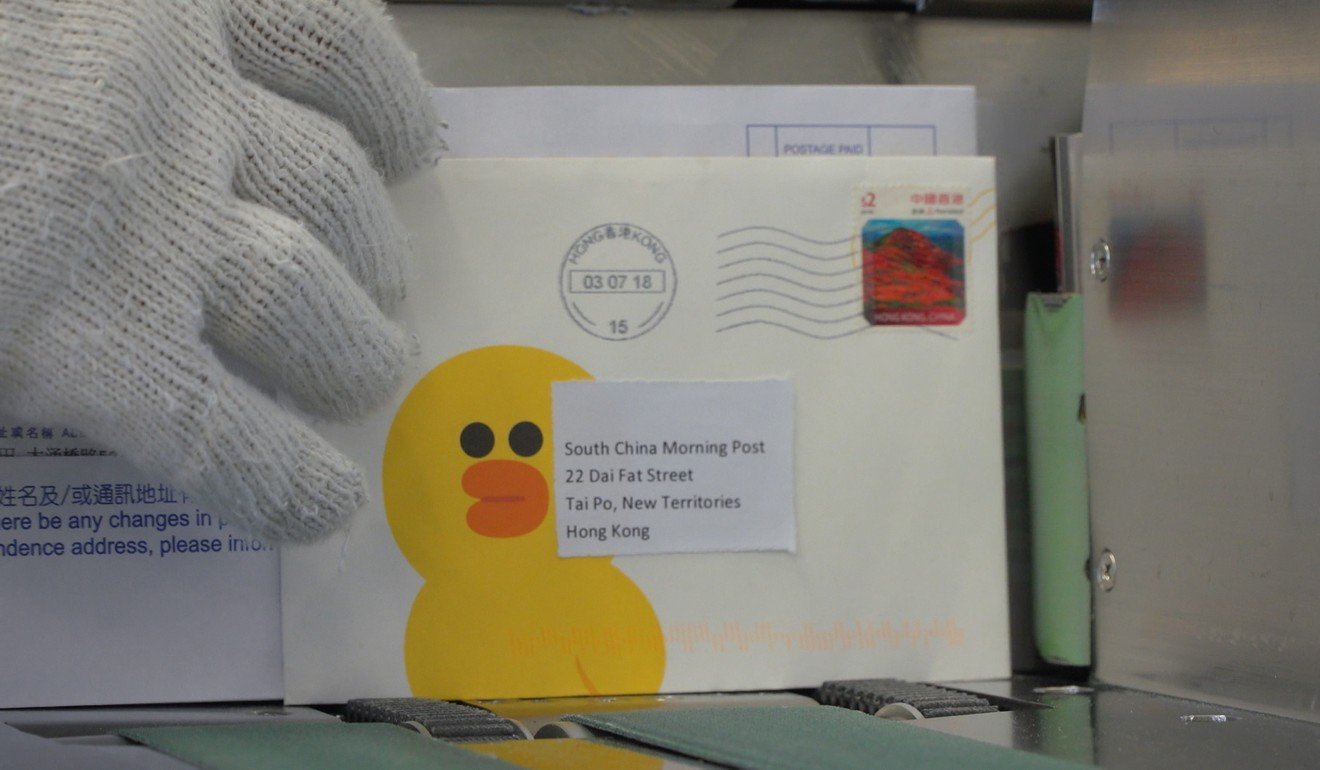 POSTAGE PAID
$2
中國香港
HONG KONG, CHINA
HONG 香港 KONG
03 07 18
15
South China Morning Post
22 Dai Fat Street
Tai Po, New Territories
Hong Kong
姓名及/或通訊地址
ere be any changes in p
ndence address, please infor